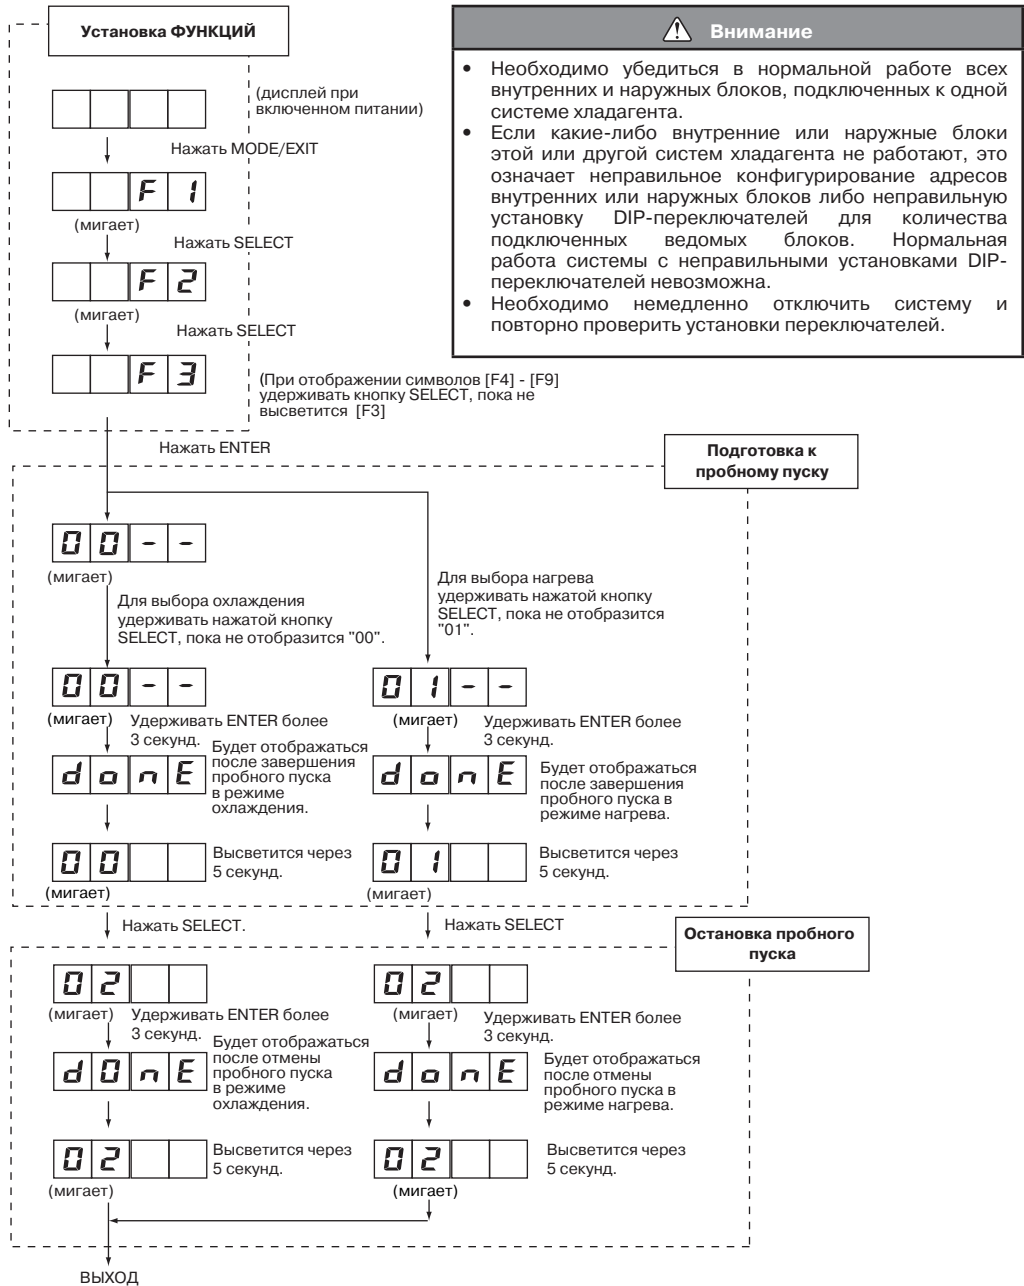 Установка ФУНКЦИЙ
(дисплей при
включенном питании)
Нажать MODE/EXIT
F 1
(мигает)
Нажать SELECT
F 2
(мигает)
Нажать SELECT
F 3
(При отображении символов [F4] - [F9]
удерживать кнопку SELECT, пока не
высветится [F3]
Внимание
• Необходимо убедиться в нормальной работе всех
внутренних и наружных блоков, подключенных к одной
системе хладагента.
• Если какие-либо внутренние или наружные блоки
этой или другой систем хладагента не работают, это
означает неправильное конфигурирование адресов
внутренних или наружных блоков либо неправильную
установку DIP-переключателей для количества
подключенных ведомых блоков. Нормальная
работа системы с неправильными установками DIP-
переключателей невозможна.
• Необходимо немедленно отключить систему и
повторно проверить установки переключателей.
Нажать ENTER
Подготовка к
пробному пуску
0 0 - -
(мигает)
Для выбора охлаждения
удерживать нажатой кнопку
SELECT, пока не отобразится "00".
Для выбора нагрева
удерживать нажатой кнопку
SELECT, пока не отобразится
"01".
0 0 - -
(мигает)
Удерживать ENTER более
3 секунд.
d o n E
Будет отображаться
после завершения
пробного пуска
в режиме
охлаждения.
0 0
Высветится через
5 секунд.
(мигает)
0 1 - -
(мигает)
Удерживать ENTER более
3 секунд.
d o n E
Будет отображаться
после завершения
пробного пуска в
режиме нагрева.
0 1
Высветится через
5 секунд.
(мигает)
Нажать SELECT.
Нажать SELECT
Остановка пробного
пуска
0 2
(мигает)
Удерживать ENTER более
3 секунд.
d 0 n E
Будет отображаться
после отмены
пробного пуска
в режиме
охлаждения.
0 2
Высветится через
5 секунд.
(мигает)
0 2
(мигает)
Удерживать ENTER более
3 секунд.
d o n E
Будет отображаться
после отмены
пробного пуска в
режиме нагрева.
0 2
Высветится через
5 секунд.
(мигает)
ВЫХОД